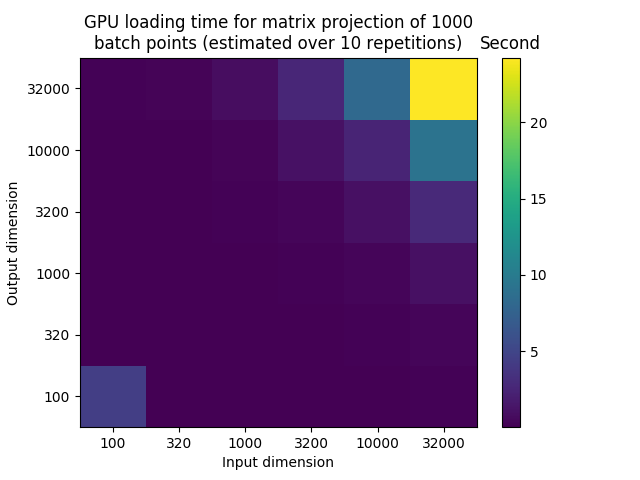 GPU loading time for matrix projection of 1000
batch points (estimated over 10 repetitions)
Second
32000
10000
3200
1000
320
100
Output dimension
100 320 1000 3200 10000 32000
Input dimension
20
15
10
5